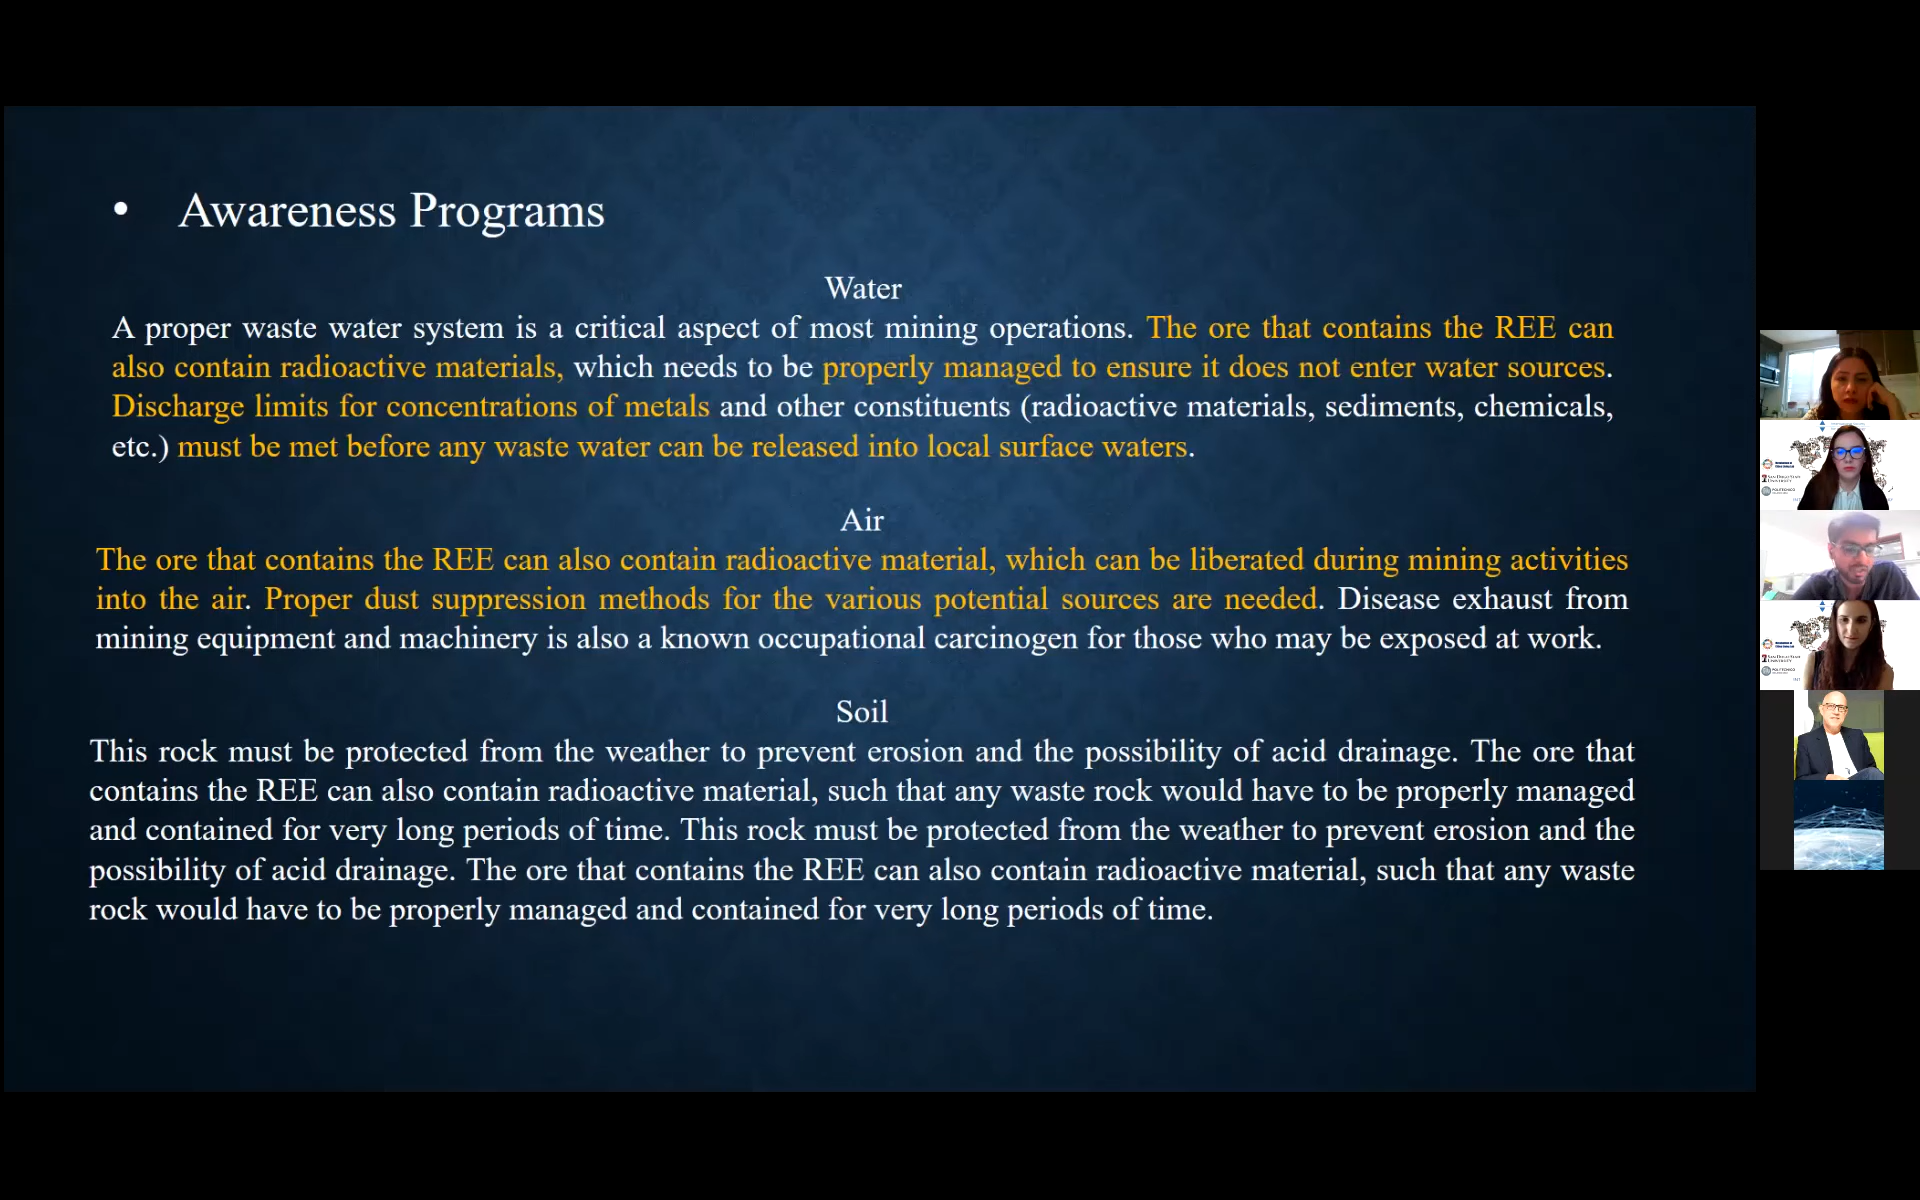 • Awareness Programs
Water
A proper waste water system is a critical aspect of most mining operations. The ore that contains the REE can
also contain radioactive materials, which needs to be properly managed to ensure it does not enter water sources.
Discharge limits for concentrations of metals and other constituents (radioactive materials, sediments, chemicals,
etc.) must be met before any waste water can be released into local surface waters.
Air
The ore that contains the REE can also contain radioactive material, which can be liberated during mining activities
into the air. Proper dust suppression methods for the various potential sources are needed. Disease exhaust from
mining equipment and machinery is also a known occupational carcinogen for those who may be exposed at work.
Soil
This rock must be protected from the weather to prevent erosion and the possibility of acid drainage. The ore that
contains the REE can also contain radioactive material, such that any waste rock would have to be properly managed
and contained for very long periods of time. This rock must be protected from the weather to prevent erosion and the
possibility of acid drainage. The ore that contains the REE can also contain radioactive material, such that any waste
rock would have to be properly managed and contained for very long periods of time.
SAN DIEGO STATE
UNIVERSITY
POLITECNICO
SAN DIEGO STATE
UNIVERSITY
POLITECNICO